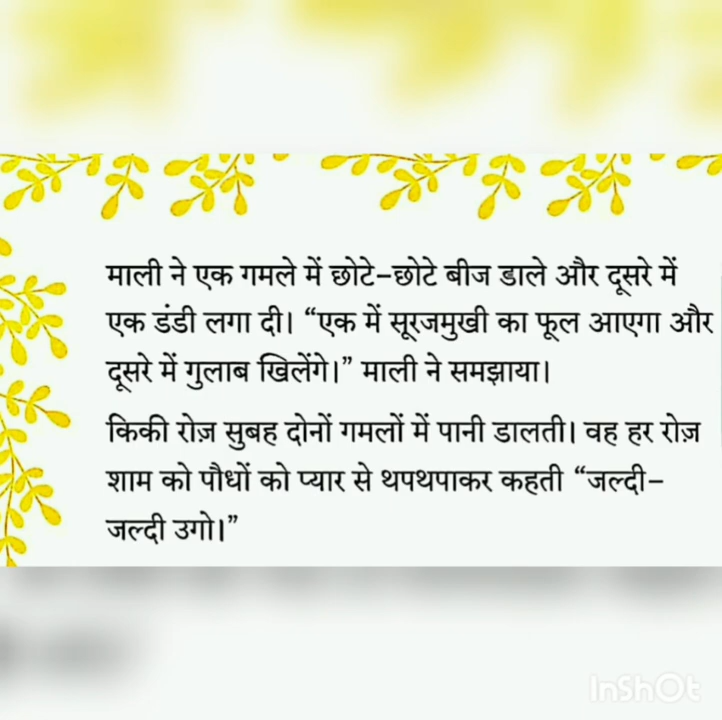 माली ने एक गमले में छोटे-छोटे बीज डाले और दूसरे में
एक डंडी लगा दी। “एक में सूरजमुखी का फूल आएगा और
दूसरे में गुलाब खिलेंगे।” माली ने समझाया।
किकी रोज़ सुबह दोनों गमलों में पानी डालती। वह हर रोज़
शाम को पौधों को प्यार से थपथपाकर कहती “जल्दी-
जल्दी उगो।”
InShOt